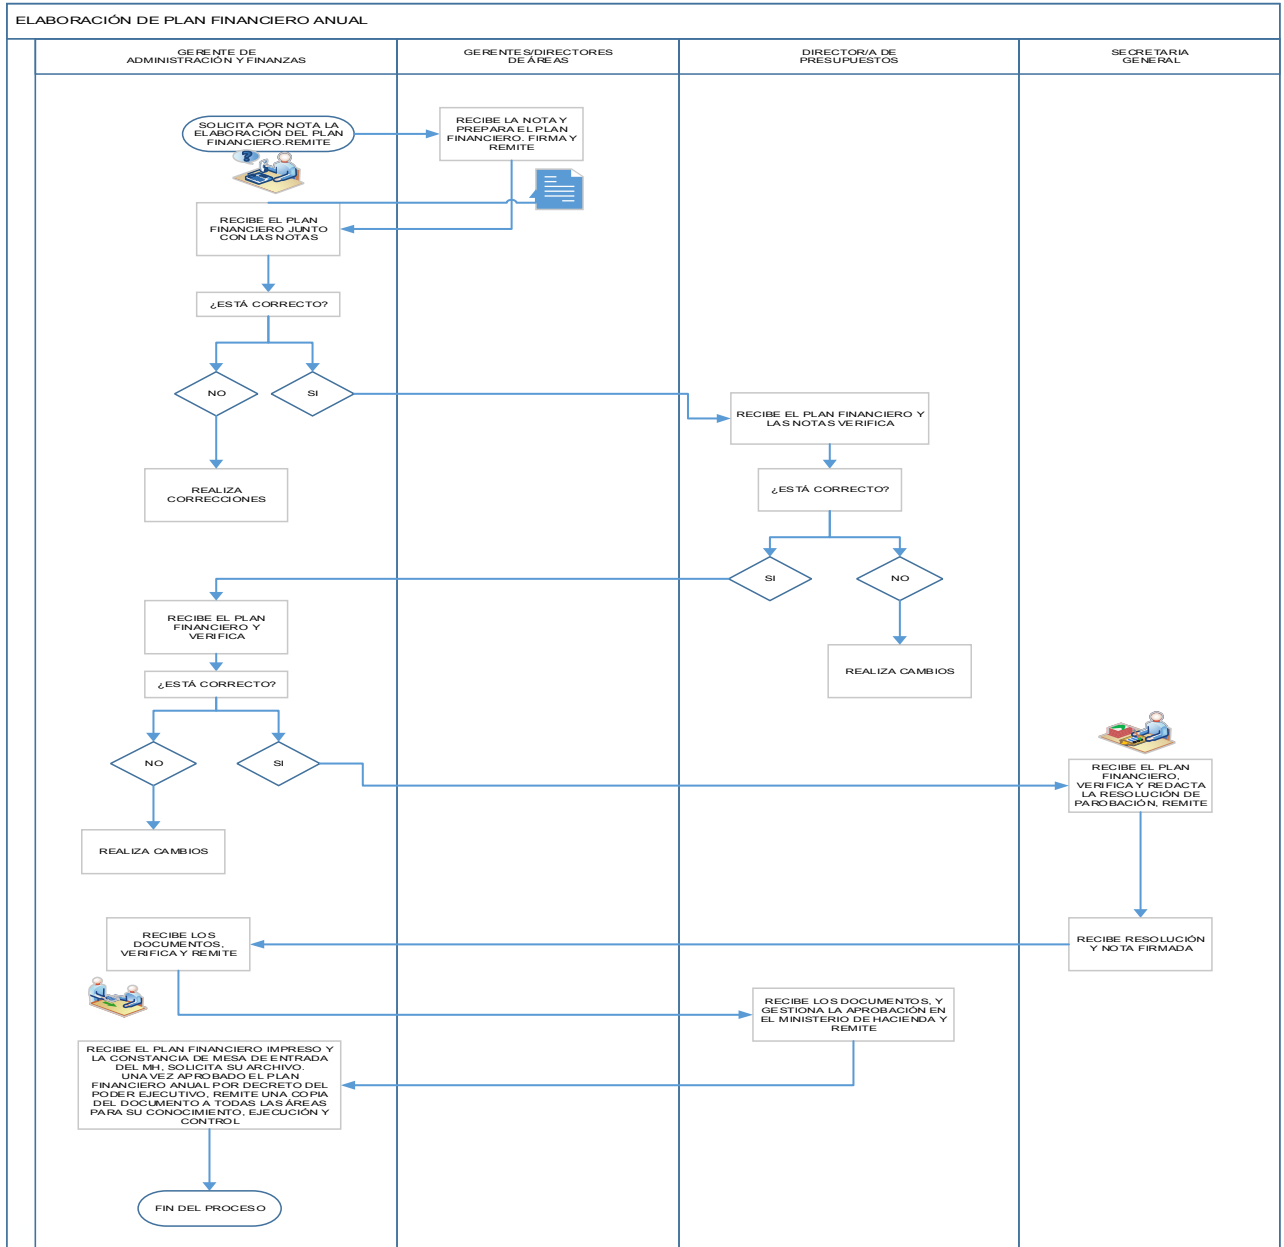 ELABORACIÓN DE PLAN FINANCIERO ANUAL
GERENTE DE
ADMINISTRACIÓN Y FINANZAS
GERENTES/DIRECTORES
DE ÁREAS
DIRECTOR/A DE
PRESUPUESTOS
SECRETARIA
GENERAL
SOLICITA POR NOTA LA
ELABORACIÓN DEL PLAN
FINANCIERO.REMITE
RECIBE LA NOTA Y
PREPARA EL PLAN
FINANCIERO. FIRMA Y
REMITE
?
RECIBE EL PLAN
FINANCIERO JUNTO
CON LAS NOTAS
¿ESTÁ CORRECTO?
NO
SI
RECIBE EL PLAN FINANCIERO Y
LAS NOTAS VERIFICA
REALIZA
CORRECCIONES
¿ESTÁ CORRECTO?
SI
NO
RECIBE EL PLAN
FINANCIERO Y
VERIFICA
REALIZA CAMBIOS
¿ESTÁ CORRECTO?
NO
SI
RECIBE EL PLAN
FINANCIERO,
VERIFICA Y REDACTA
LA RESOLUCIÓN DE
PAROBACIÓN, REMITE
REALIZA CAMBIOS
RECIBE LOS
DOCUMENTOS,
VERIFICA Y REMITE
RECIBE RESOLUCIÓN
Y NOTA FIRMADA
RECIBE LOS DOCUMENTOS, Y
GESTIONA LA APROBACIÓN EN
EL MINISTERIO DE HACIENDA Y
REMITE
RECIBE EL PLAN FINANCIERO IMPRESO Y
LA CONSTANCIA DE MESA DE ENTRADA
DEL MH, SOLICITA SU ARCHIVO.
UNA VEZ APROBADO EL PLAN
FINANCIERO ANUAL POR DECRETO DEL
PODER EJECUTIVO, REMITE UNA COPIA
DEL DOCUMENTO A TODAS LAS ÁREAS
PARA SU CONOCIMIENTO, EJECUCIÓN Y
CONTROL
FIN DEL PROCESO